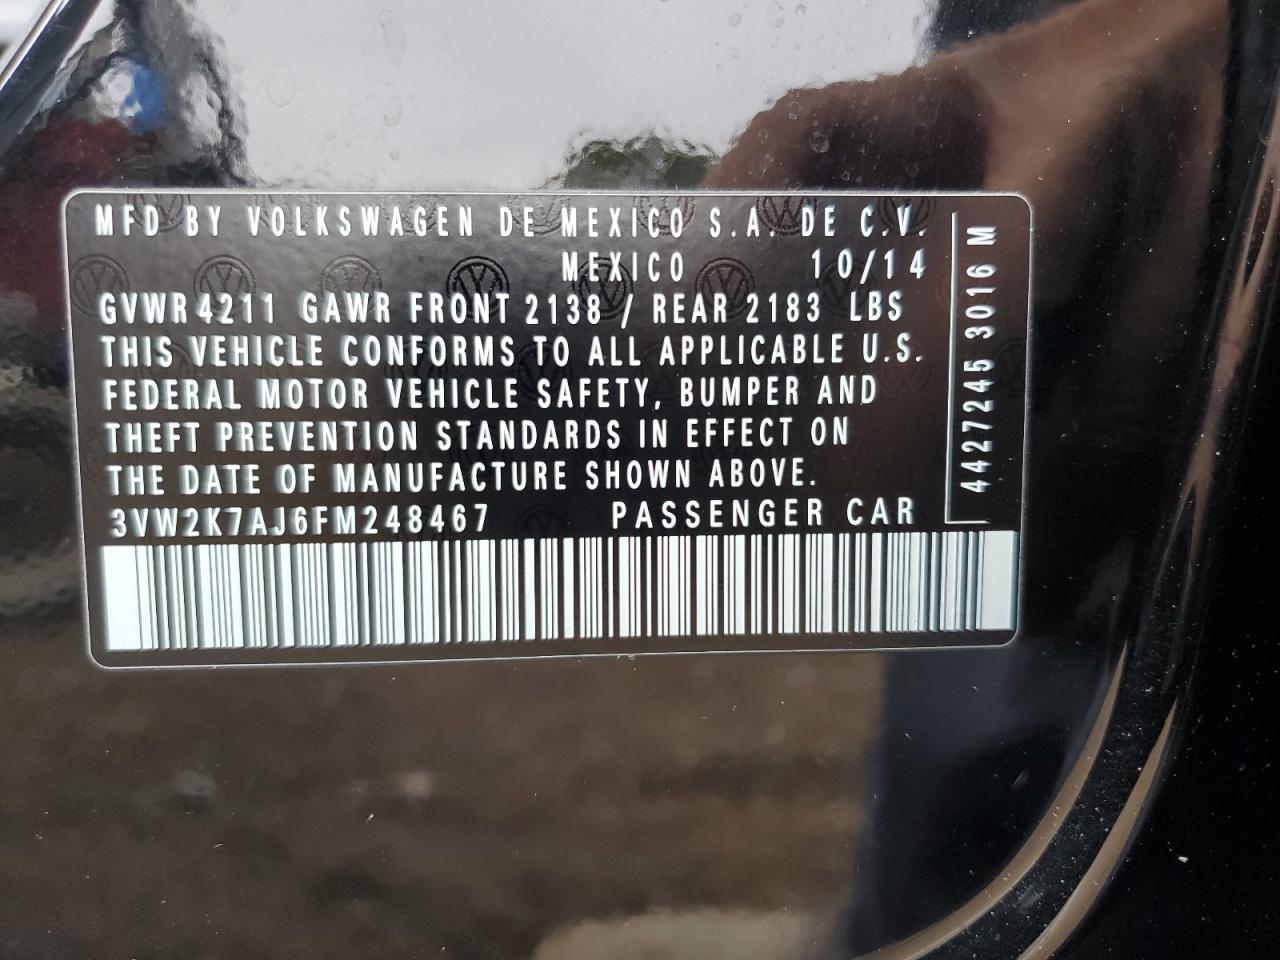 MFD BY VOLKSWAGEN DE MEXICO S.A. DE C.V.
MEXICO 10/14
GVWR 4211 GAWR FRONT 2138 / REAR 2183 LBS
THIS VEHICLE CONFORMS TO ALL APPLICABLE U.S.
FEDERAL MOTOR VEHICLE SAFETY, BUMPER AND
THEFT PREVENTION STANDARDS IN EFFECT ON
THE DATE OF MANUFACTURE SHOWN ABOVE.
3VW2K7AJ6FM248467 PASSENGER CAR
4427245 3016 M